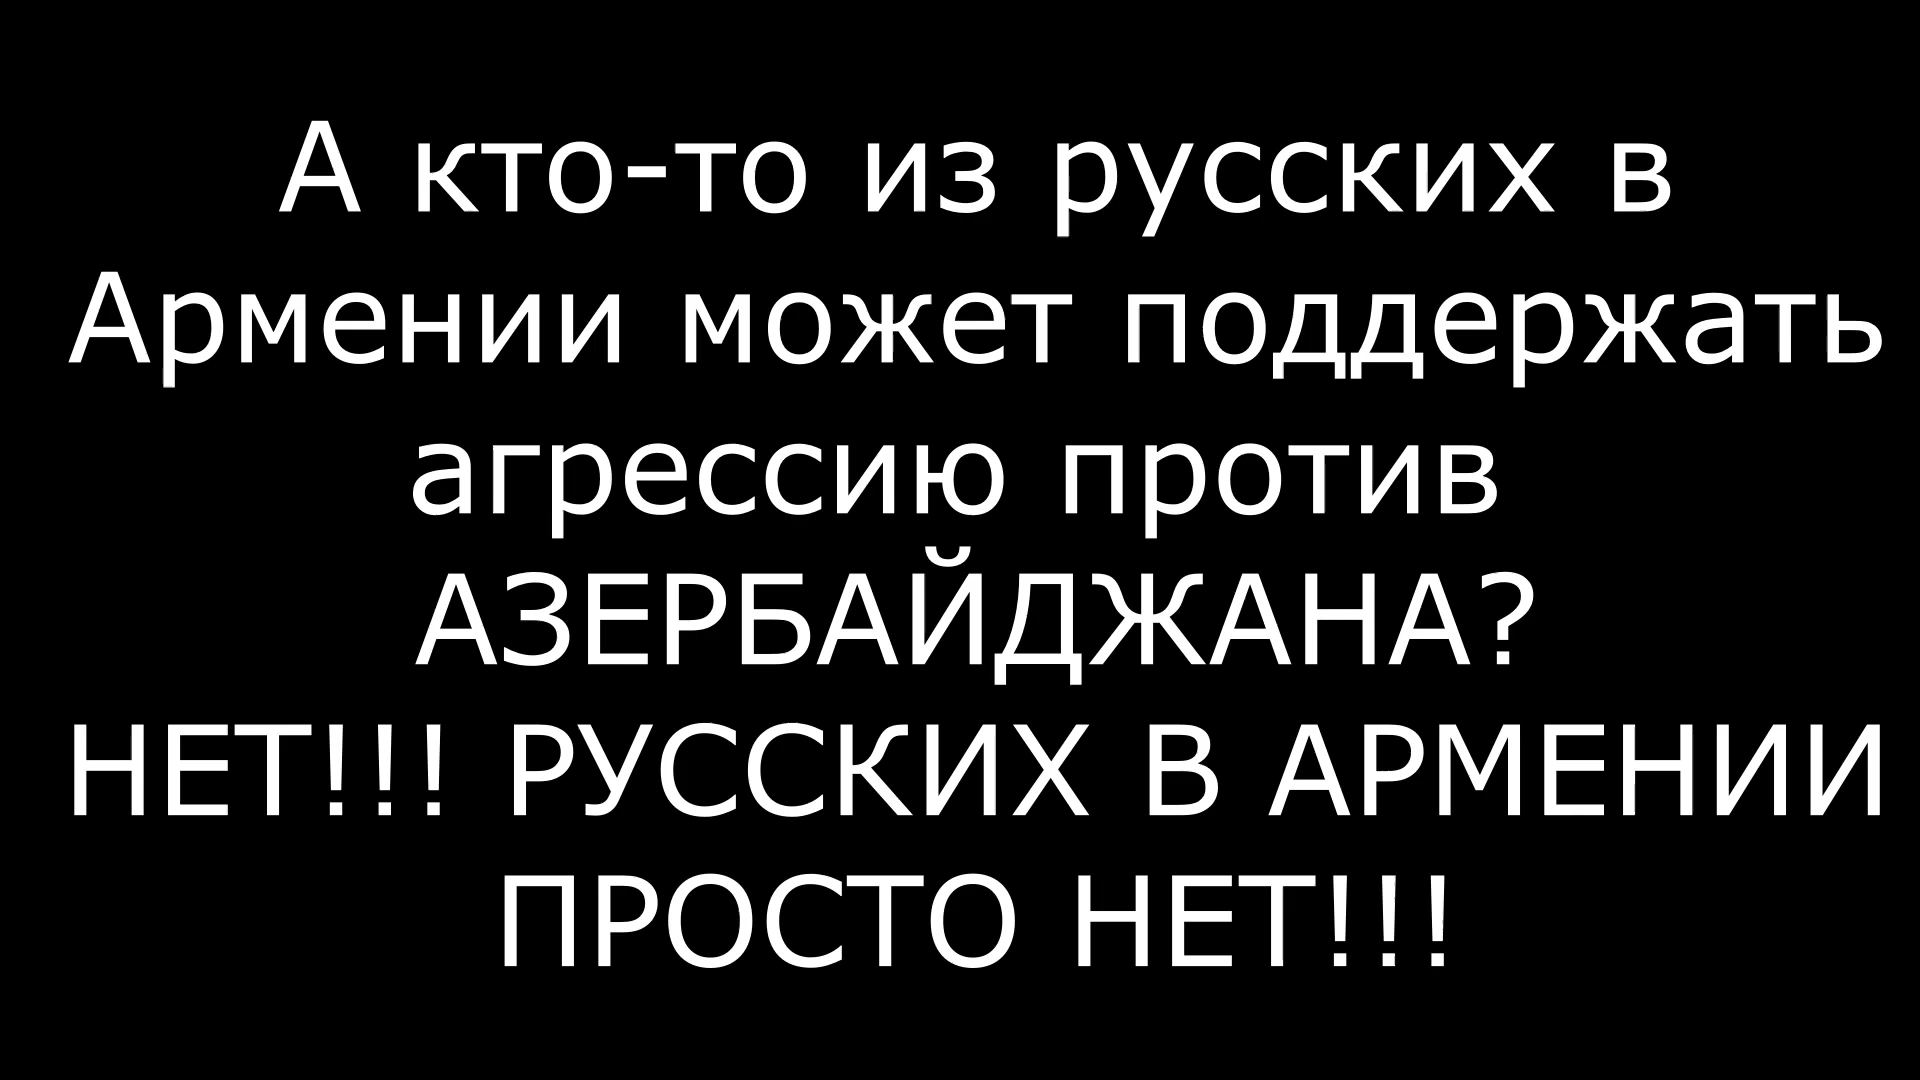 А кто-то из русских в
Армении может поддержать
агрессию против
АЗЕРБАЙДЖАНА?
НЕТ!!! РУССКИХ В АРМЕНИИ
ПРОСТО НЕТ!!!